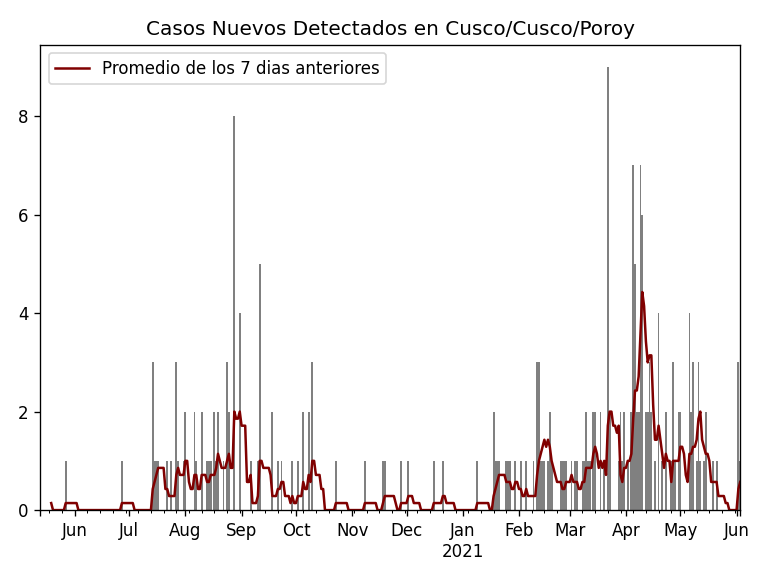 Casos Nuevos Detectados en Cusco/Cusco/Poroy
Promedio de los 7 dias anteriores
8
6
4
2
0
Jun Jul Aug Sep Oct Nov Dec Jan Feb Mar Apr May Jun
2021